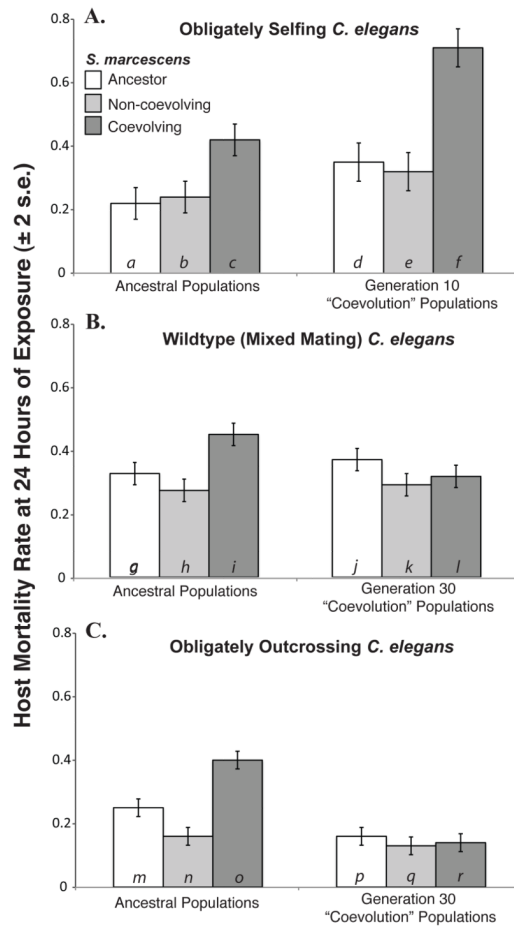 Host Mortality Rate at 24 Hours of Exposure (± 2 s.e.)
A.
Obligately Selfing C. elegans
S. marcescens
Ancestor
Non-coevolving
Coevolving
0.8
0.6
0.4
0.2
0
a b c d e f
Ancestral Populations
Generation 10
“Coevolution” Populations
B.
Wildtype (Mixed Mating) C. elegans
0.8
0.6
0.4
0.2
0
g h i j k l
Ancestral Populations
Generation 30
“Coevolution” Populations
C.
Obligately Outcrossing C. elegans
0.8
0.6
0.4
0.2
0
m n o p q r
Ancestral Populations
Generation 30
“Coevolution” Populations